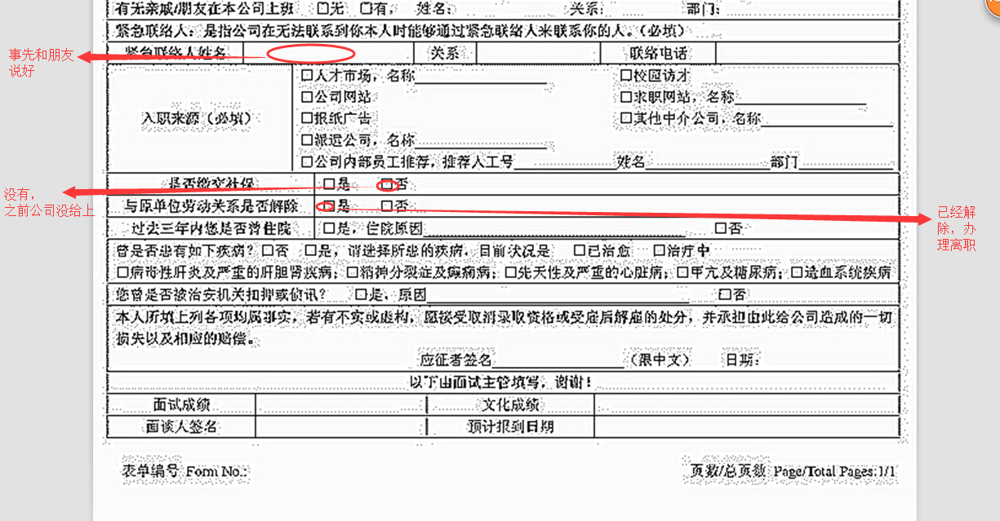 有无亲戚/朋友在本公司上班 □无 □有, 姓名: 关系: 部门:
紧急联络人: 是指公司在无法联系到你本人时能够通过紧急联络人来联系你的人。(必填)
紧急联络人姓名 关系 联络电话
事先和朋友
说好
入职来源(必填)
□人才市场, 名称 □校园访才
□公司网站 □求职网站, 名称
□报纸广告 □其他中介公司, 名称
□派遣公司, 名称
□公司内部员工推荐, 推荐人工号 姓名 部门
是否缴交社保 □是 □否
没有,
之前公司没给上
与原单位劳动关系是否解除 □是 □否
已经解
除, 办
理离职
过去三年内您是否曾住院 □是, 住院原因 □否
曾是否患有如下疾病? □否 □是, 请选择所患的疾病, 目前状况是 □已治愈 □治疗中
□病毒性肝炎及严重的肝胆肾疾病; □精神分裂症及癫痫病; □先天性及严重的心脏病; □甲亢及糖尿病; □造血系统疾病
您曾是否被治安机关扣押或侦讯? □是, 原因 □否
本人所填上列各项均属事实, 若有不实或虚构, 愿接受取消录取资格或受雇后解雇的处分, 并承担由此给公司造成的一切
损失以及相应的赔偿。
应征者签名 (限中文) 日期:
以下由面试主管填写, 谢谢!
面试成绩 文化成绩
面谈人签名 预计报到日期
表单编号 Form No.: 页数/总页数 Page/Total Pages:1/1